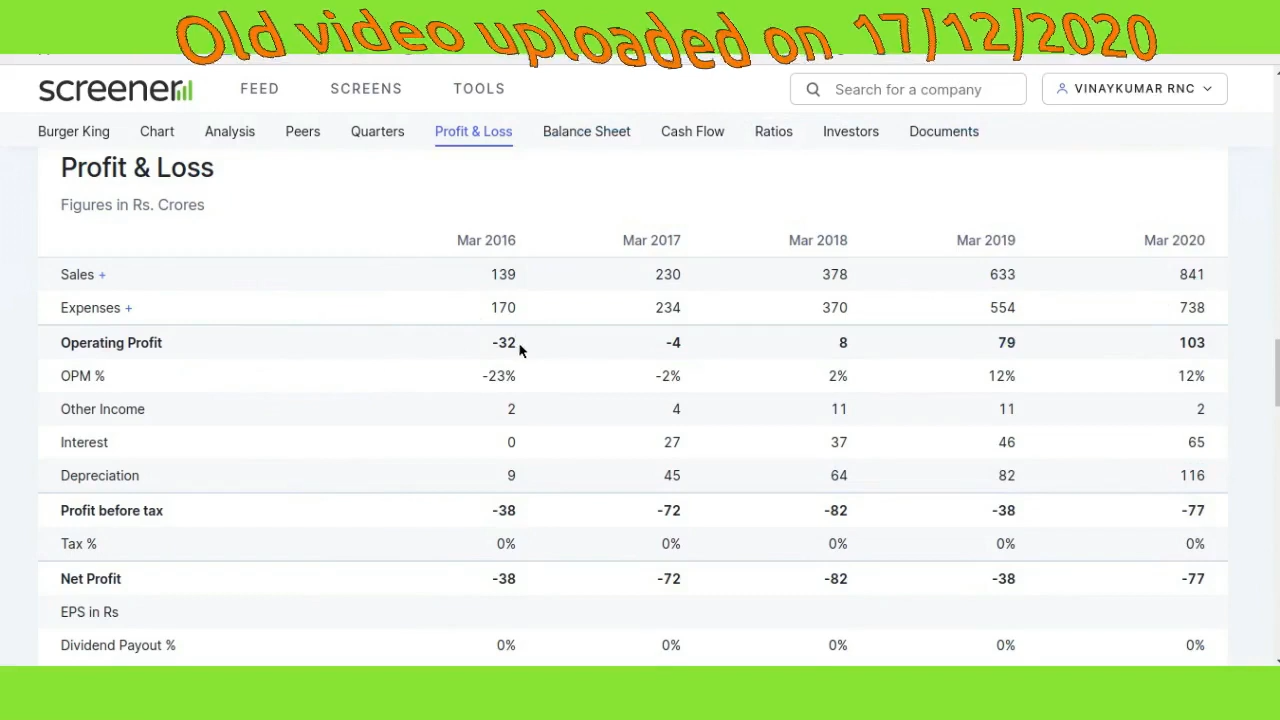 Old video uploaded on 17/12/2020
screener FEED SCREENS TOOLS Search for a company VINAYKUMAR RNC
Burger King Chart Analysis Peers Quarters Profit & Loss Balance Sheet Cash Flow Ratios Investors Documents
Profit & Loss
Figures in Rs. Crores
Mar 2016 Mar 2017 Mar 2018 Mar 2019 Mar 2020
Sales + 139 230 378 633 841
Expenses + 170 234 370 554 738
Operating Profit -32 -4 8 79 103
OPM % -23% -2% 2% 12% 12%
Other Income 2 4 11 11 2
Interest 0 27 37 46 65
Depreciation 9 45 64 82 116
Profit before tax -38 -72 -82 -38 -77
Tax % 0% 0% 0% 0% 0%
Net Profit -38 -72 -82 -38 -77
EPS in Rs
Dividend Payout % 0% 0% 0% 0% 0%